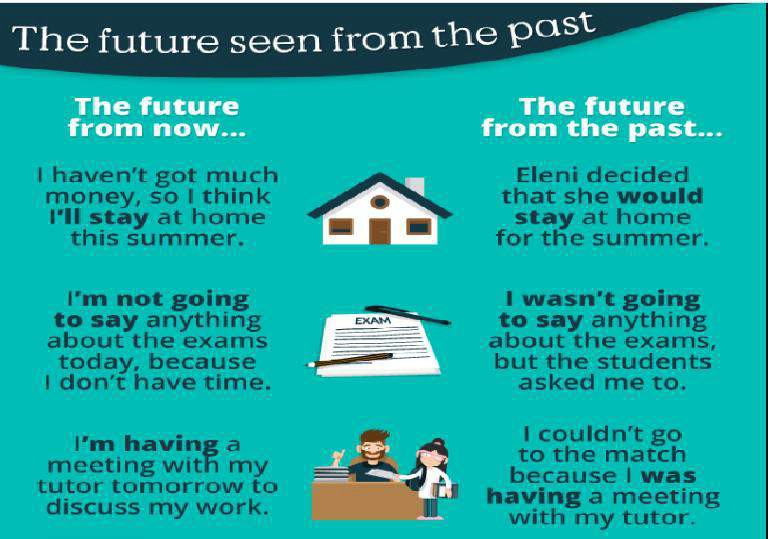 The future seen from the past
The future
from now...
I haven't got much
money, so I think
I'll stay at home
this summer.
I'm not going
to say anything
about the exams
today, because
I don't have time.
I'm having a
meeting with my
tutor tomorrow to
discuss my work.
EXAM
The future
from the past...
Eleni decided
that she would
stay at home
for the summer.
I wasn't going
to say anything
about the exams,
but the students
asked me to.
I couldn't go
to the match
because I was
having a meeting
with my tutor.